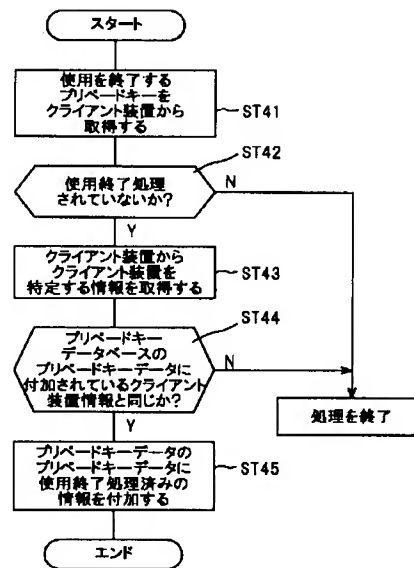 スタート
使用を終了する
プリペードキーを
クライアント装置から
取得する
ST41
ST42
使用終了処理
されていないか?
N
Y
クライアント装置から
クライアント装置を
特定する情報を取得する
ST43
ST44
プリペードキー
データベースの
プリペードキーデータに
付加されているクライアント
装置情報と同じか?
N
処理を終了
Y
プリペードキーデータの
プリペードキーデータに
使用終了処理済みの
情報を付加する
ST45
エンド